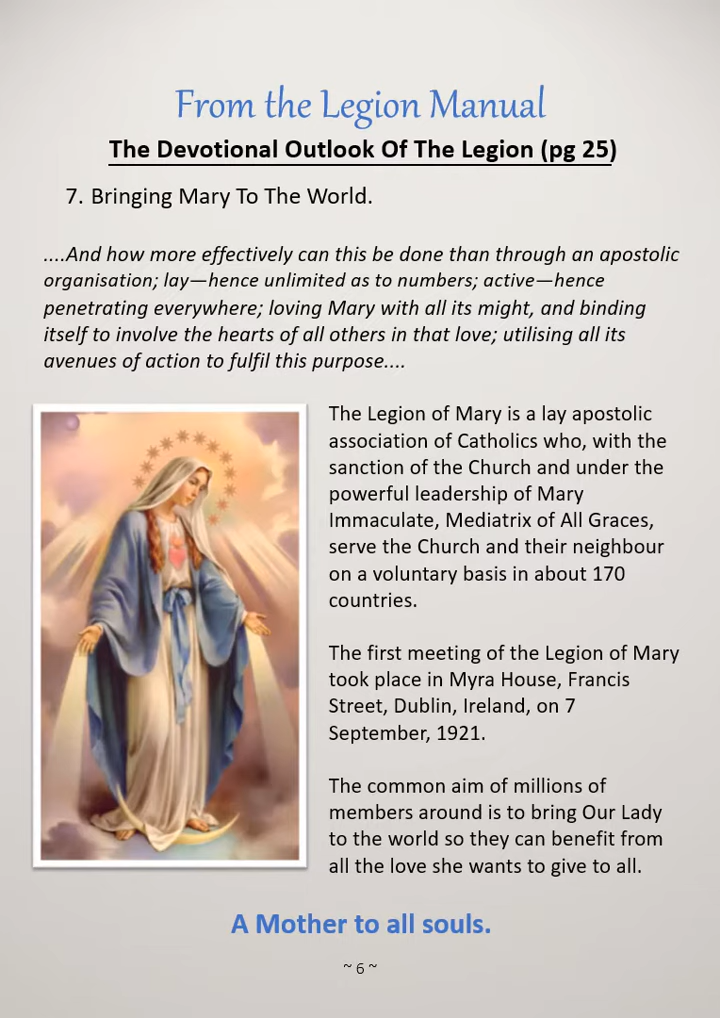 From the Legion Manual
The Devotional Outlook Of The Legion (pg 25)
7. Bringing Mary To The World.
....And how more effectively can this be done than through an apostolic
organisation; lay—hence unlimited as to numbers; active—hence
penetrating everywhere; loving Mary with all its might, and binding
itself to involve the hearts of all others in that love; utilising all its
avenues of action to fulfil this purpose....
The Legion of Mary is a lay apostolic
association of Catholics who, with the
sanction of the Church and under the
powerful leadership of Mary
Immaculate, Mediatrix of All Graces,
serve the Church and their neighbour
on a voluntary basis in about 170
countries.
The first meeting of the Legion of Mary
took place in Myra House, Francis
Street, Dublin, Ireland, on 7
September, 1921.
The common aim of millions of
members around is to bring Our Lady
to the world so they can benefit from
all the love she wants to give to all.
A Mother to all souls.
~ 6 ~